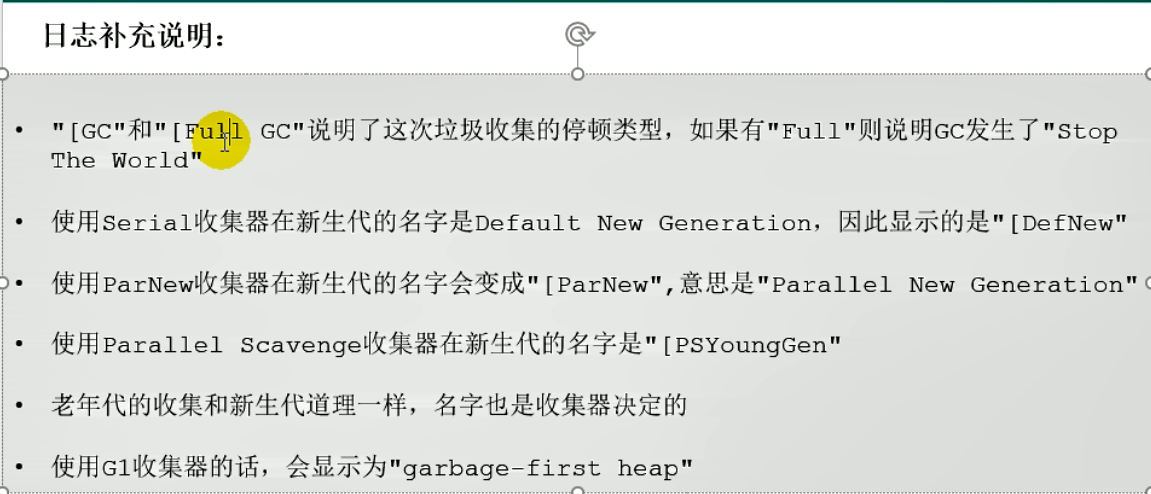 日志补充说明：
• "[GC"和"[Full GC"说明了这次垃圾收集的停顿类型，如果有"Full"则说明GC发生了"Stop
The World"
• 使用Serial收集器在新生代的名字是Default New Generation，因此显示的是"[DefNew"
• 使用ParNew收集器在新生代的名字会变成"[ParNew",意思是"Parallel New Generation"
• 使用Parallel Scavenge收集器在新生代的名字是"[PSYoungGen"
• 老年代的收集和新生代道理一样，名字也是收集器决定的
• 使用G1收集器的话，会显示为"garbage-first heap"